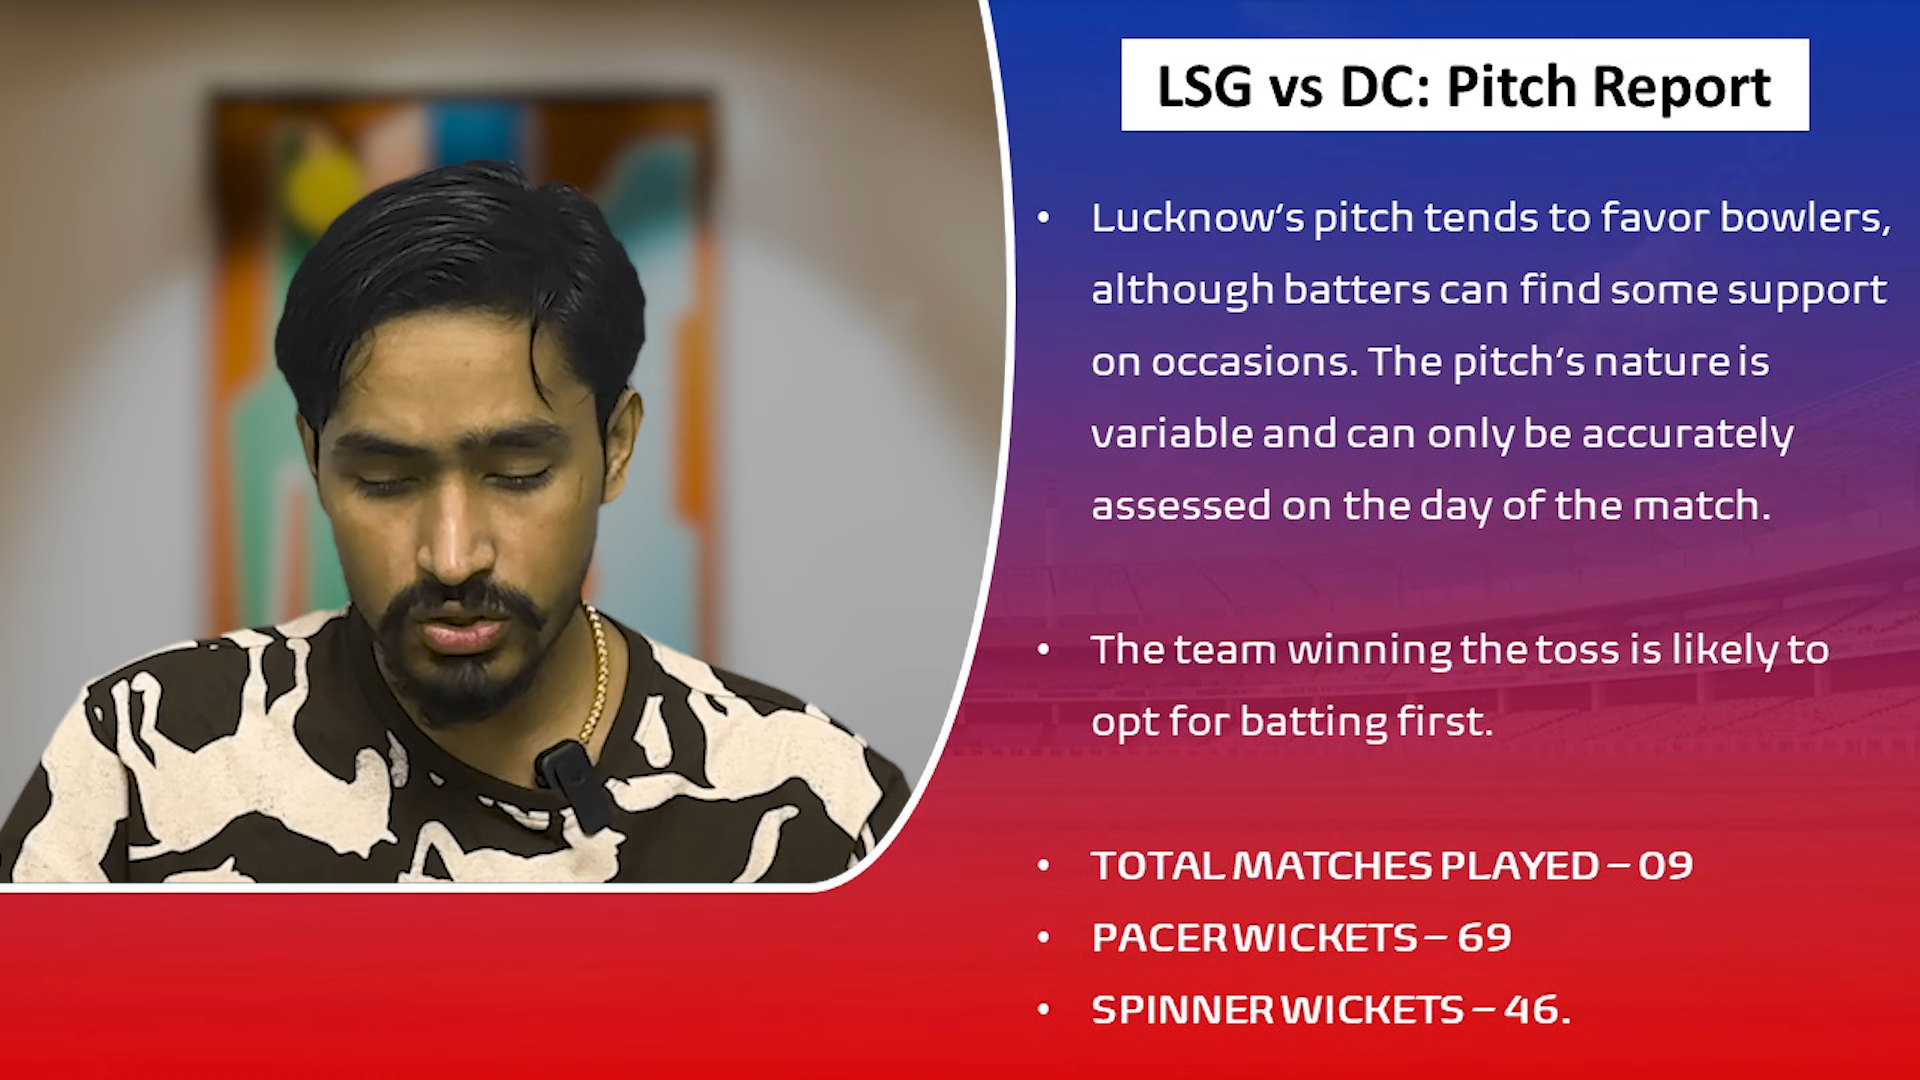 LSG vs DC: Pitch Report
• Lucknow’s pitch tends to favor bowlers,
although batters can find some support
on occasions. The pitch’s nature is
variable and can only be accurately
assessed on the day of the match.
• The team winning the toss is likely to
opt for batting first.
• TOTAL MATCHES PLAYED – 09
• PACER WICKETS – 69
• SPINNER WICKETS – 46.